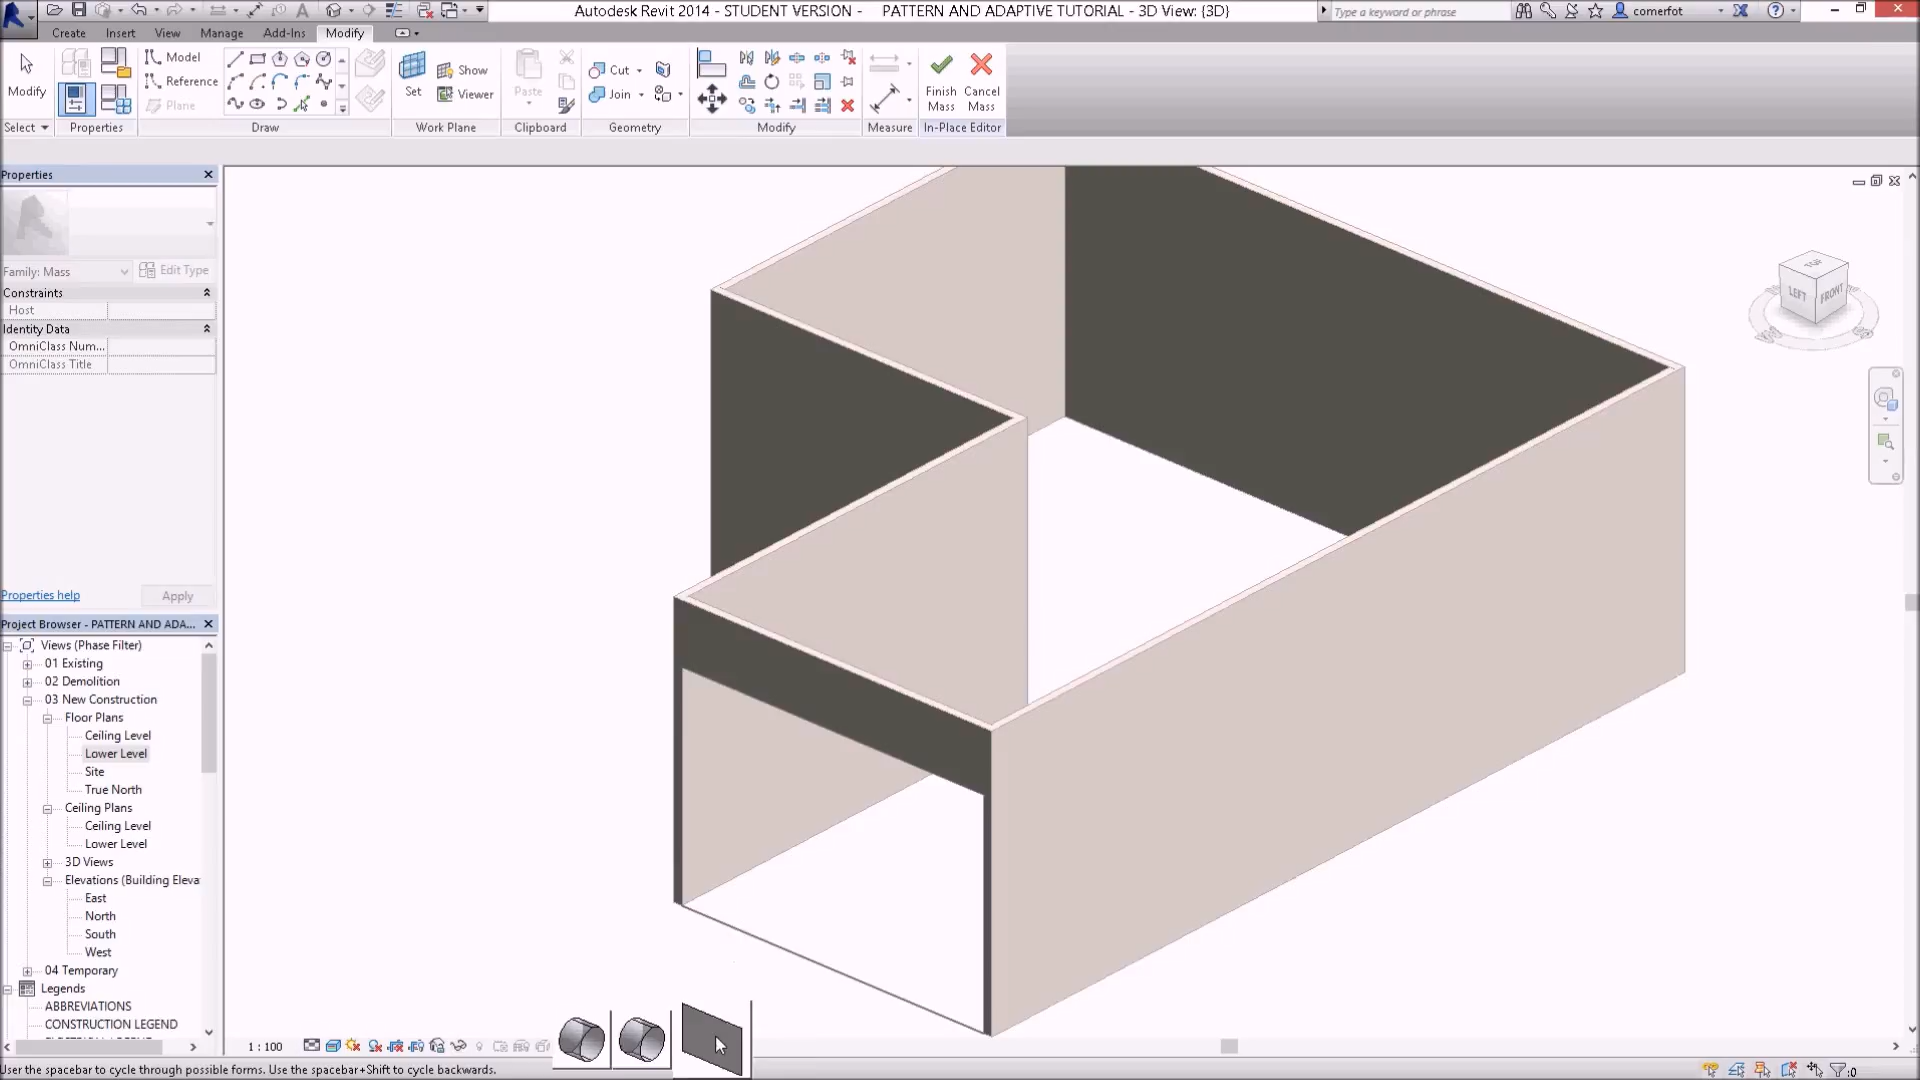 Autodesk Revit 2014 - STUDENT VERSION - PATTERN AND ADAPTIVE TUTORIAL - 3D View: {3D}
Type a keyword or phrase
comerfot
Create Insert View Manage Add-Ins Modify
Modify
Select
Properties
Model
Reference
Plane
Draw
Set
Show
Viewer
Work Plane
Paste
Clipboard
Cut
Join
Geometry
Modify
Measure
Finish Mass
Cancel Mass
In-Place Editor
Properties
Family: Mass
Edit Type
Constraints
Host
Identity Data
OmniClass Num...
OmniClass Title
Properties help
Apply
Project Browser - PATTERN AND ADA...
Views (Phase Filter)
01 Existing
02 Demolition
03 New Construction
Floor Plans
Ceiling Level
Lower Level
Site
True North
Ceiling Plans
Ceiling Level
Lower Level
3D Views
Elevations (Building Eleva
East
North
South
West
04 Temporary
Legends
ABBREVIATIONS
CONSTRUCTION LEGEND
TOP
LEFT
FRONT
1 : 100
User the spacebar to cycle through possible forms. Use the spacebar+Shift to cycle backwards.
:0